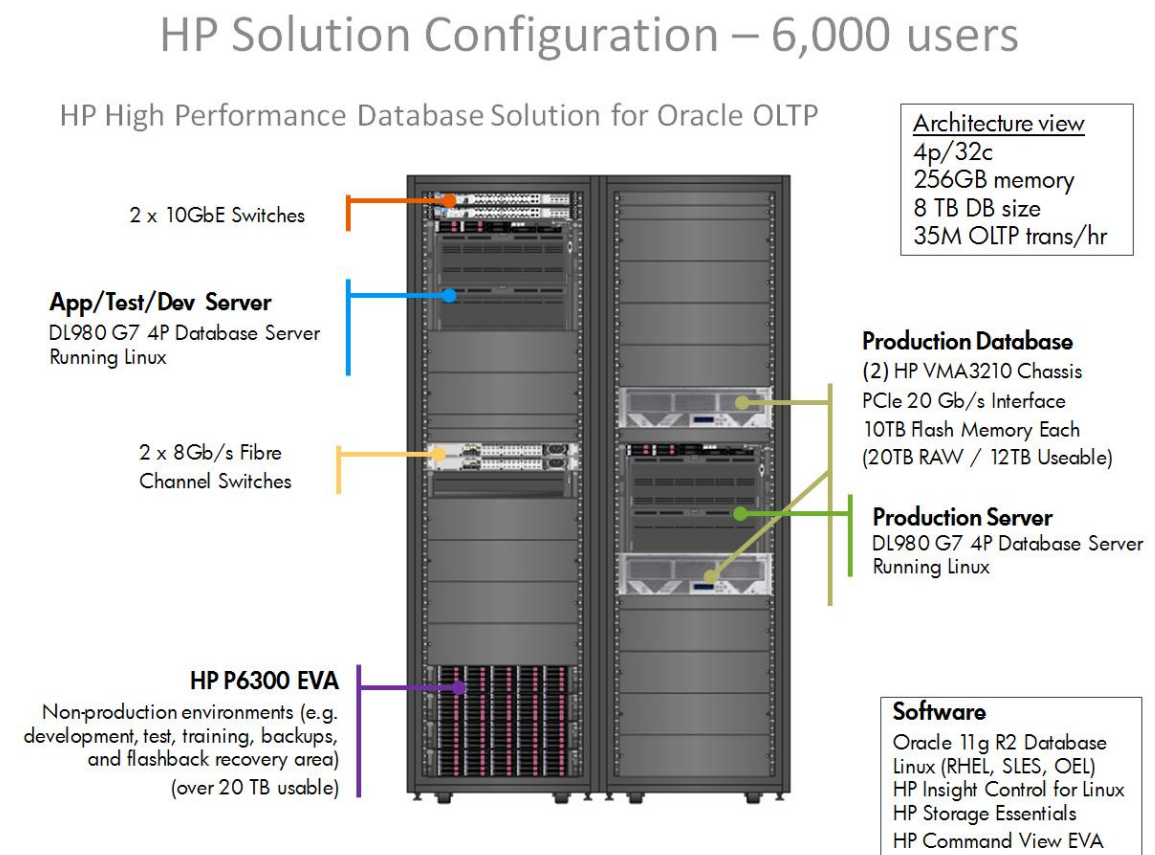 HP Solution Configuration – 6,000 users
HP High Performance Database Solution for Oracle OLTP
Architecture view
4p/32c
256GB memory
8 TB DB size
35M OLTP trans/hr
2 x 10GbE Switches
App/Test/Dev Server
DL980 G7 4P Database Server
Running Linux
2 x 8Gb/s Fibre
Channel Switches
HP P6300 EVA
Non-production environments (e.g.
development, test, training, backups,
and flashback recovery area)
(over 20 TB usable)
Production Database
(2) HP VMA3210 Chassis
PCIe 20 Gb/s Interface
10TB Flash Memory Each
(20TB RAW / 12TB Useable)
Production Server
DL980 G7 4P Database Server
Running Linux
Software
Oracle 11g R2 Database
Linux (RHEL, SLES, OEL)
HP Insight Control for Linux
HP Storage Essentials
HP Command View EVA